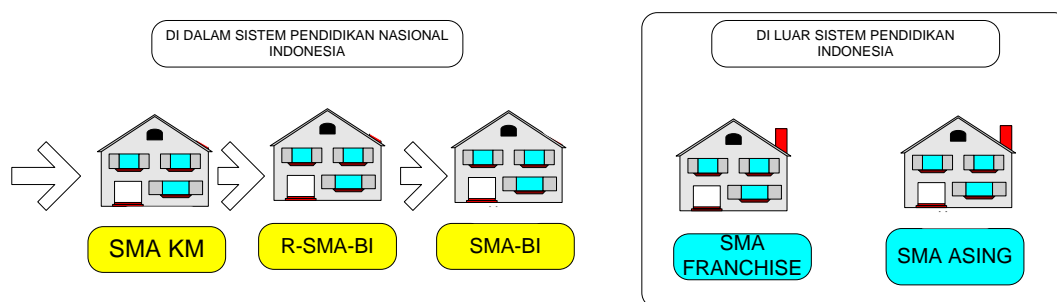 DI DALAM SISTEM PENDIDIKAN NASIONAL
INDONESIA
DI LUAR SISTEM PENDIDIKAN
INDONESIA
SMA KM
R-SMA-BI
SMA-BI
SMA
FRANCHISE
SMA ASING